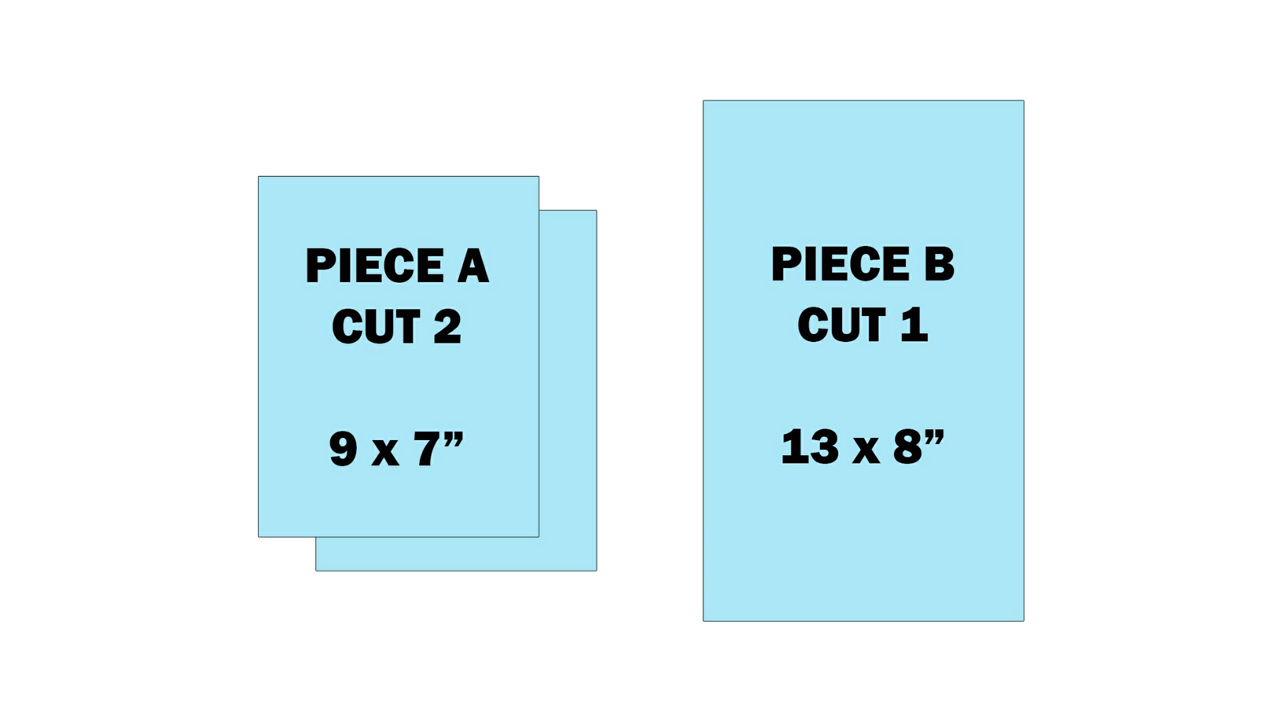 PIECE A
CUT 2
9 x 7”
PIECE B
CUT 1
13 x 8”